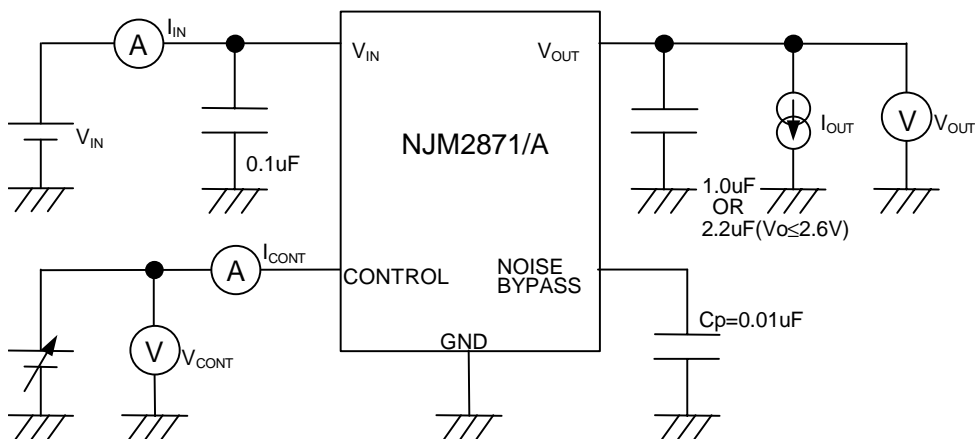 A
I_IN
V_IN
0.1uF
V_IN
V_OUT
NJM2871/A
I_OUT
V
V_OUT
1.0uF
OR
2.2uF(Vo≤2.6V)
A
I_CONT
CONTROL
NOISE
BYPASS
V
V_CONT
GND
Cp=0.01uF